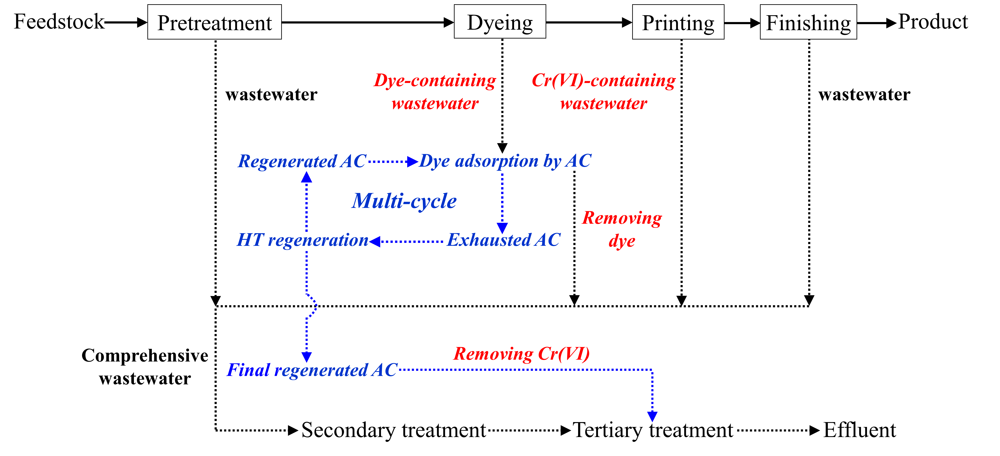 Feedstock
Pretreatment
Dyeing
Printing
Finishing
Product
wastewater
Dye-containing
wastewater
Cr(VI)-containing
wastewater
wastewater
Regenerated AC
Dye adsorption by AC
Multi-cycle
Removing
dye
HT regeneration
Exhausted AC
Comprehensive
wastewater
Final regenerated AC
Removing Cr(VI)
Secondary treatment
Tertiary treatment
Effluent